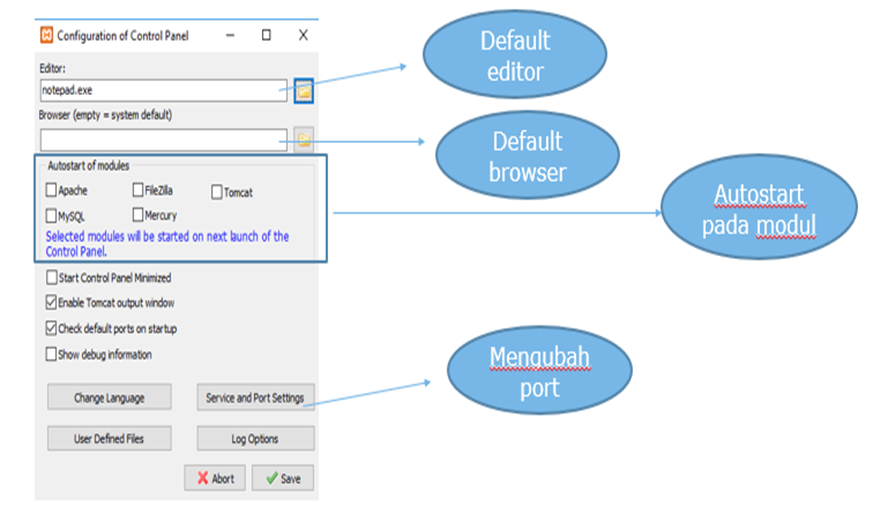 Configuration of Control Panel
Editor:
notepad.exe
Browser (empty = system default)
Autostart of modules
Apache
FileZilla
Tomcat
MySQL
Mercury
Selected modules will be started on next launch of the
Control Panel.
Start Control Panel Minimized
Enable Tomcat output window
Check default ports on startup
Show debug information
Change Language
Service and Port Settings
User Defined Files
Log Options
Abort
Save
Default
editor
Default
browser
Autostart
pada modul
Mengubah
port